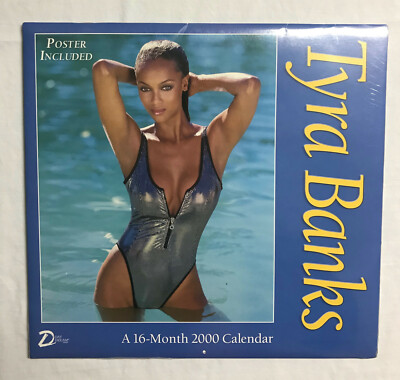 POSTER
INCLUDED
Tyra Banks
A 16-Month 2000 Calendar